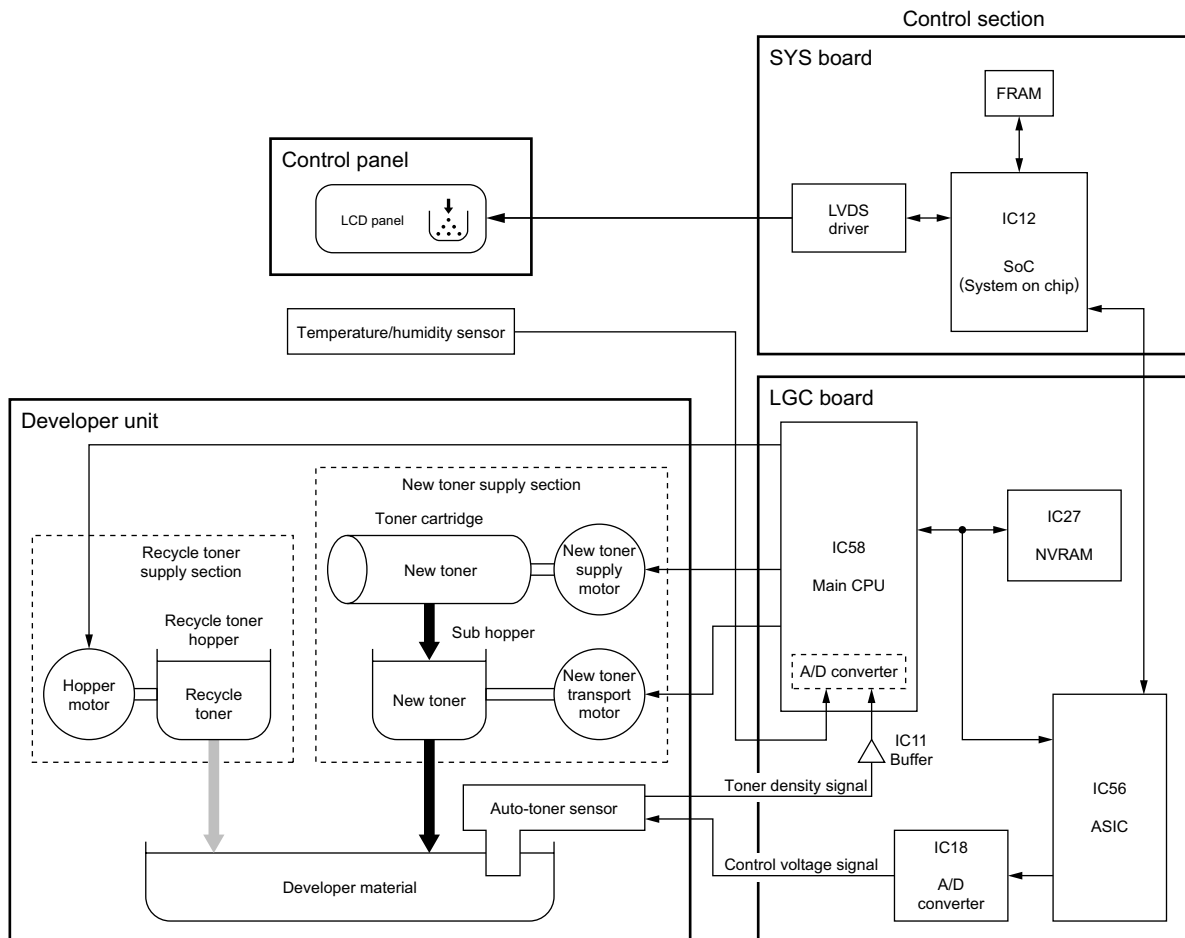 Control section
SYS board
FRAM
Control panel
LCD panel
LVDS
driver
IC12
SoC
(System on chip)
Temperature/humidity sensor
LGC board
Developer unit
New toner supply section
Toner cartridge
New toner
New toner
supply
motor
IC58
Main CPU
IC27
NVRAM
Recycle toner
supply section
Recycle toner
hopper
Hopper
motor
Recycle
toner
Sub hopper
New toner
New toner
transport
motor
A/D converter
IC11
Buffer
Toner density signal
Auto-toner sensor
IC56
ASIC
Control voltage signal
IC18
A/D
converter
Developer material